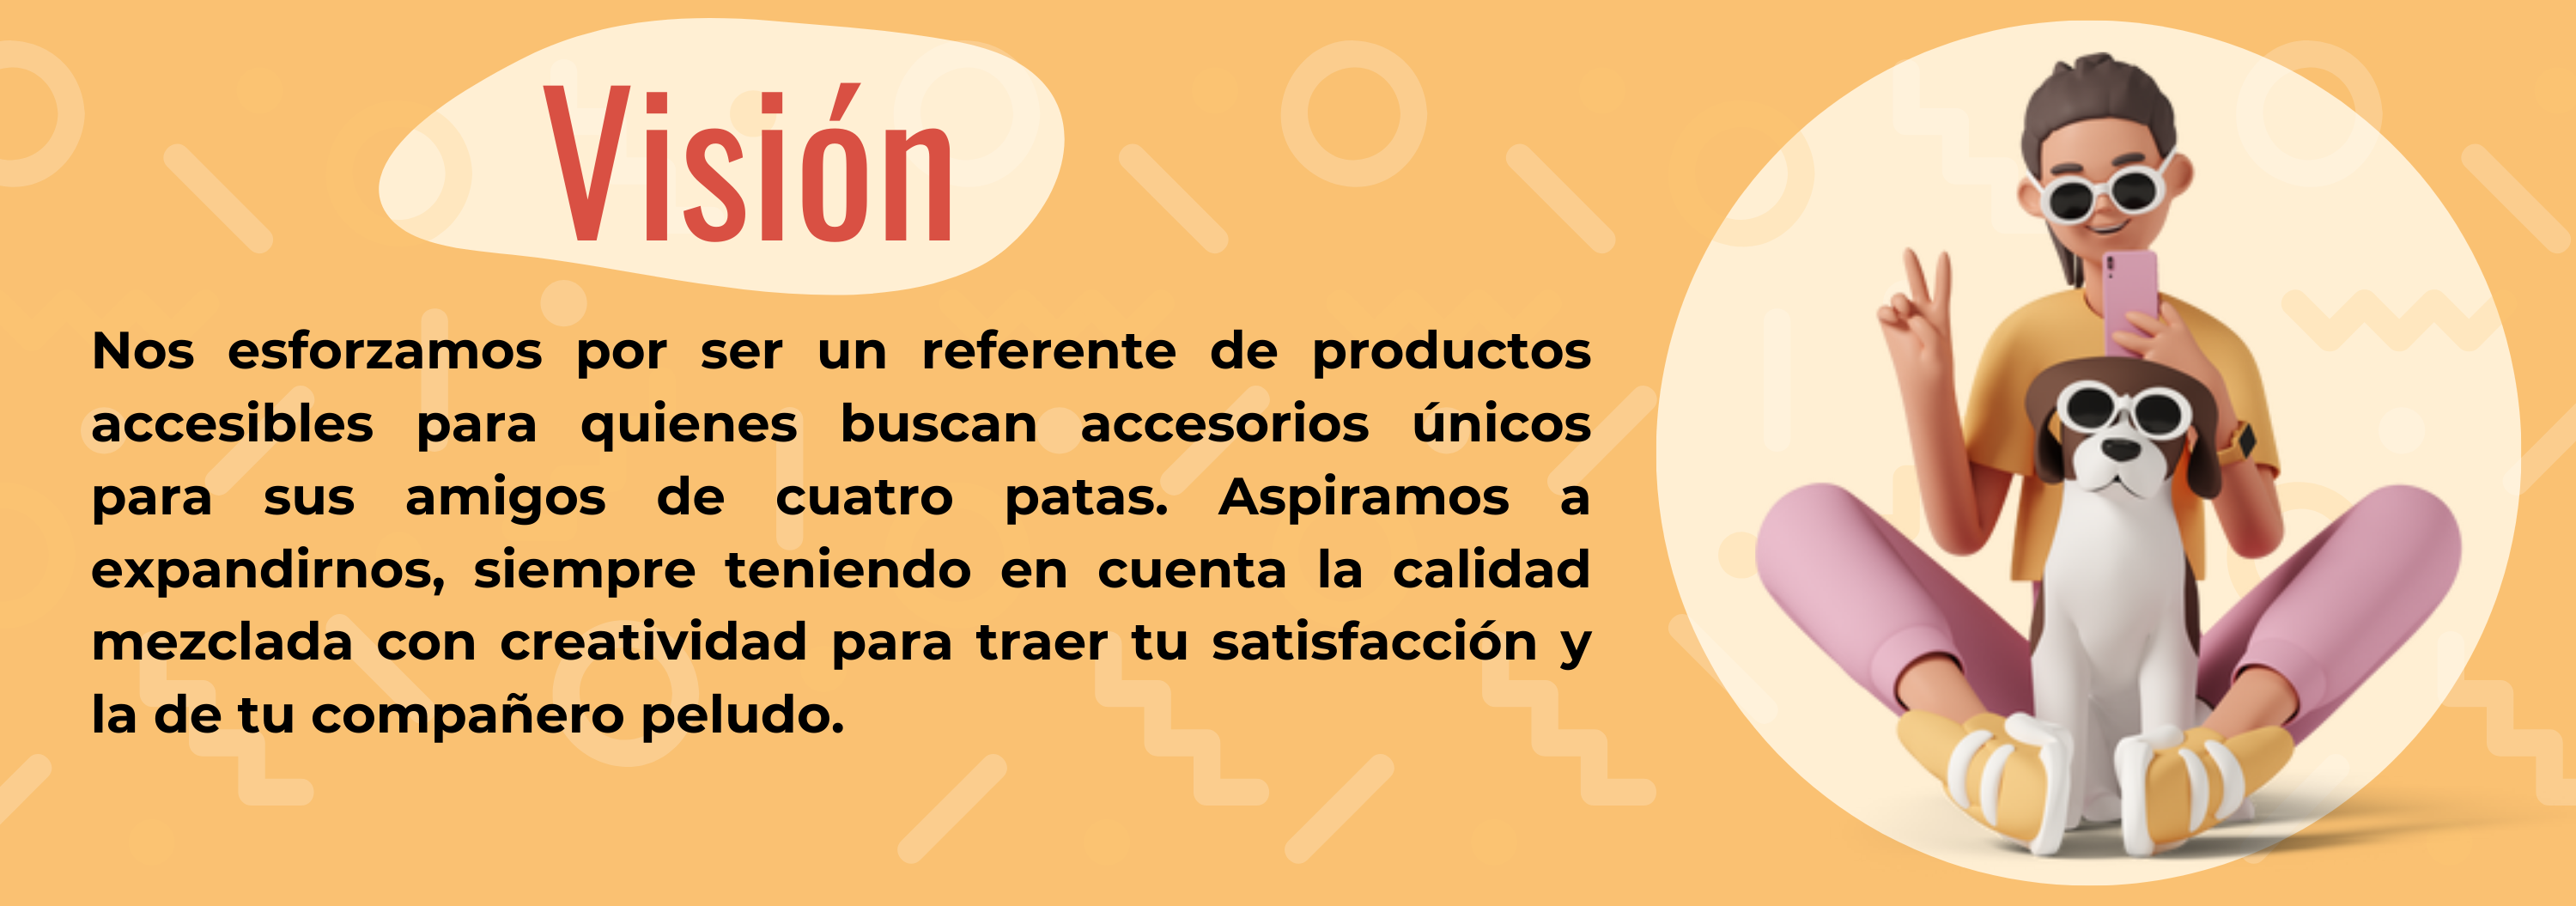 Visión
Nos esforzamos por ser un referente de productos
accesibles para quienes buscan accesorios únicos
para sus amigos de cuatro patas. Aspiramos a
expandirnos, siempre teniendo en cuenta la calidad
mezclada con creatividad para traer tu satisfacción y
la de tu compañero peludo.